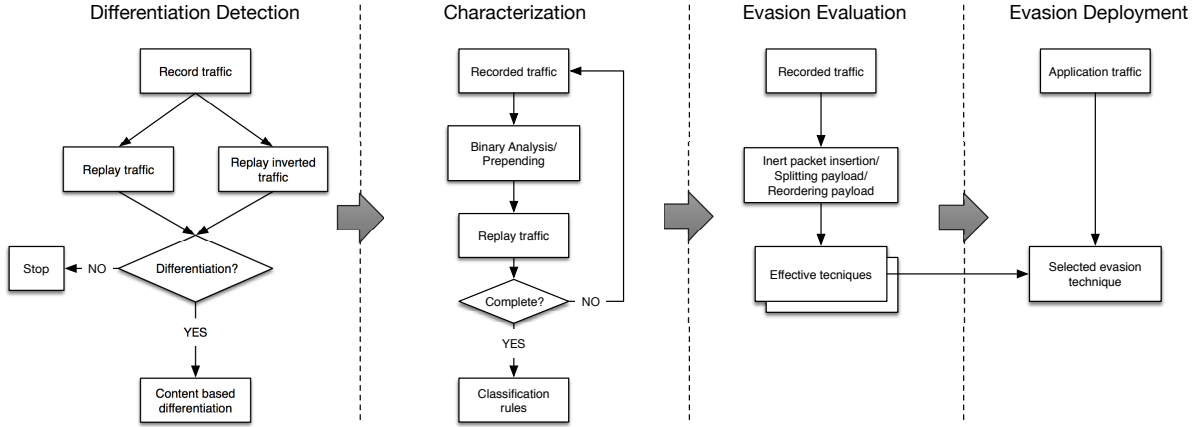 Differentiation Detection
Record traffic
Replay traffic
Replay inverted
traffic
Differentiation?
NO
Stop
YES
Content based
differentiation
Characterization
Recorded traffic
Binary Analysis/
Prepending
Replay traffic
Complete?
NO
YES
Classification
rules
Evasion Evaluation
Recorded traffic
Inert packet insertion/
Splitting payload/
Reordering payload
Effective tecniques
Evasion Deployment
Application traffic
Selected evasion
technique